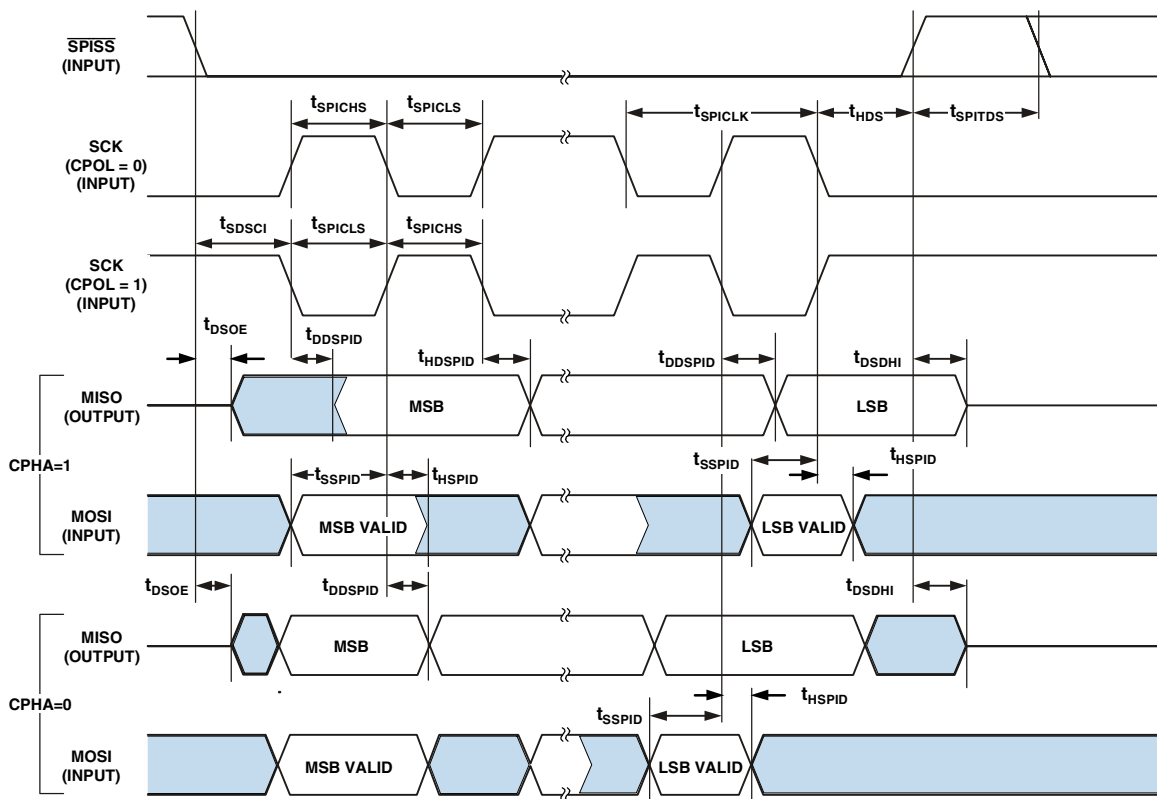 SPISS
(INPUT)
tSPICHS tSPICLS tSPICLK tHDS tSPITDS
SCK
(CPOL = 0)
(INPUT)
tSDSCI tSPICLS tSPICHS
SCK
(CPOL = 1)
(INPUT)
tDSOE tDDSPID tHDSPID tDDSPID tDSDHI
CPHA=1
MISO
(OUTPUT)
MSB LSB
tSSPID tHSPID tSSPID tHSPID
MOSI
(INPUT)
MSB VALID LSB VALID
tDSOE tDDSPID tDSDHI
CPHA=0
MISO
(OUTPUT)
MSB LSB
tSSPID tHSPID
MOSI
(INPUT)
MSB VALID LSB VALID